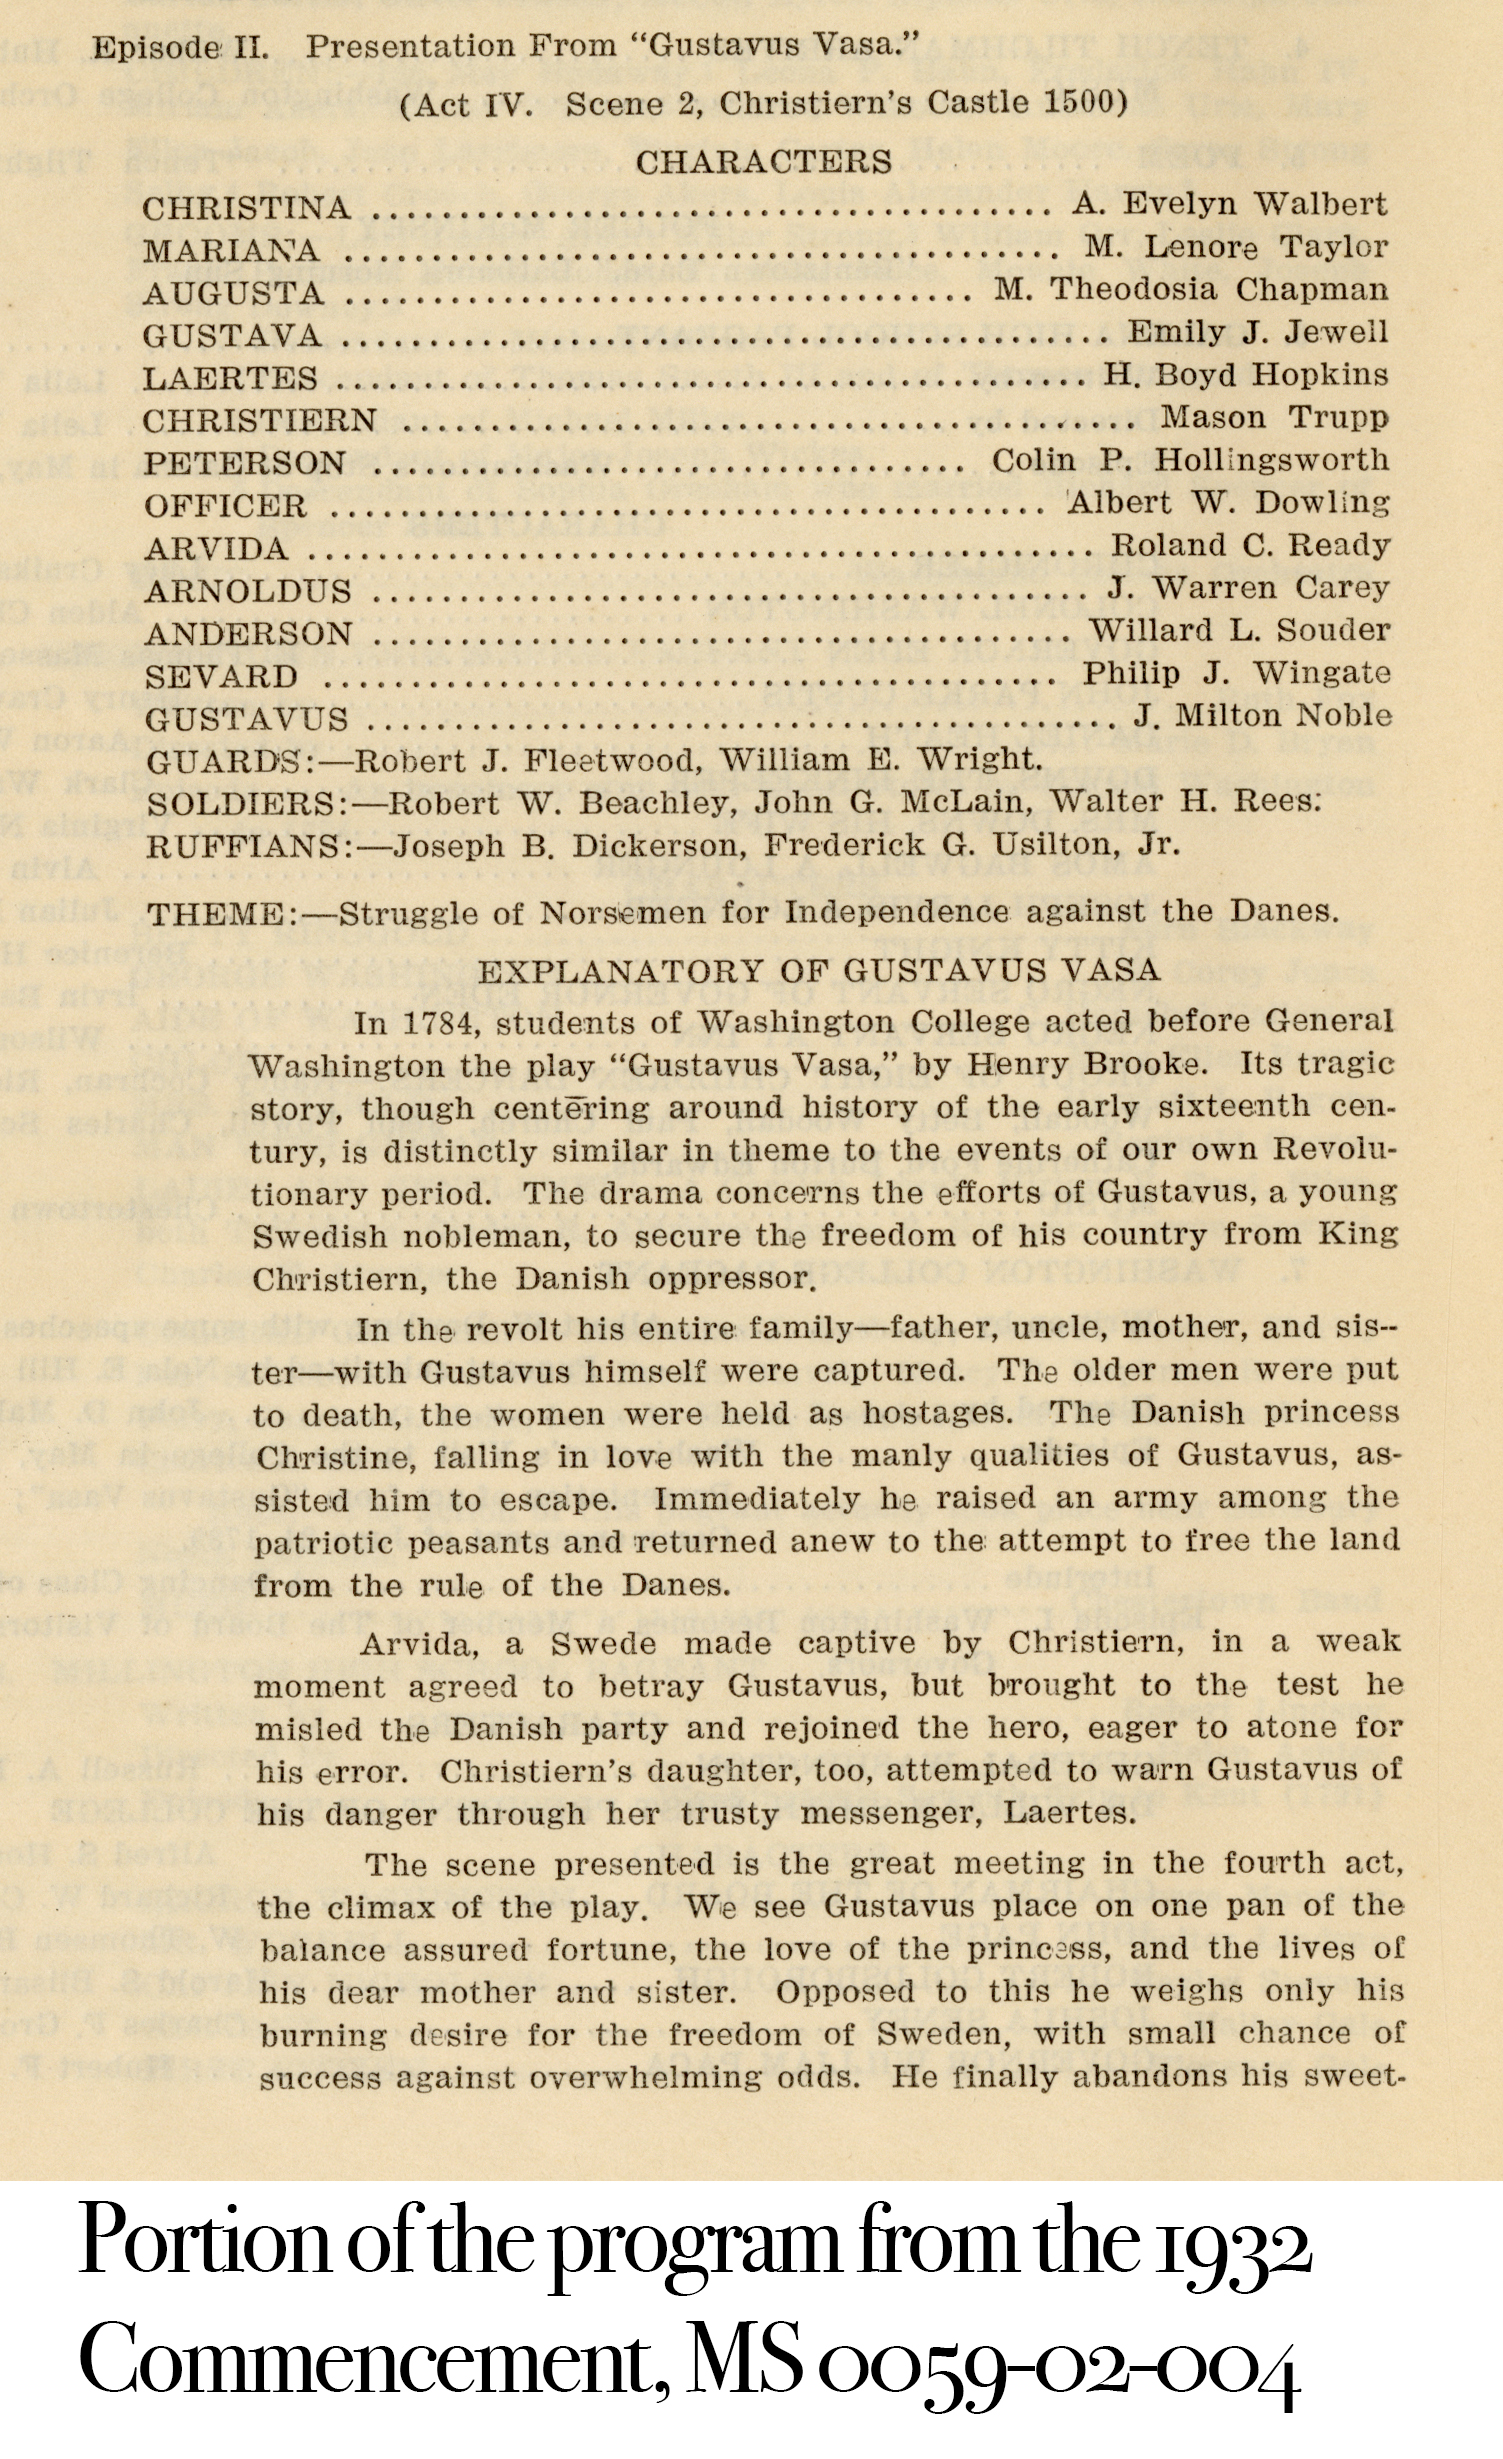 Episode II. Presentation From “Gustavus Vasa.”
(Act IV. Scene 2, Christiern's Castle 1500)
CHARACTERS
CHRISTINA ........................................ A. Evelyn Walbert
MARIANA .......................................... M. Lenore Taylor
AUGUSTA ..................................... M. Theodosia Chapman
GUSTAVA ............................................. Emily J. Jewell
LAERTES ............................................ H. Boyd Hopkins
CHRISTIERN ........................................... Mason Trupp
PETERSON ................................... Colin P. Hollingsworth
OFFICER .......................................... Albert W. Dowling
ARVIDA .............................................. Roland C. Ready
ARNOLDUS .......................................... J. Warren Carey
ANDERSON ......................................... Willard L. Souder
SEVARD ........................................... Philip J. Wingate
GUSTAVUS ............................................ J. Milton Noble
GUARDS:—Robert J. Fleetwood, William E. Wright.
SOLDIERS:—Robert W. Beachley, John G. McLain, Walter H. Rees:
RUFFIANS:—Joseph B. Dickerson, Frederick G. Usilton, Jr.
THEME:—Struggle of Norsemen for Independence against the Danes.
EXPLANATORY OF GUSTAVUS VASA
In 1784, students of Washington College acted before General
Washington the play “Gustavus Vasa,” by Henry Brooke. Its tragic
story, though centēring around history of the early sixteenth cen-
tury, is distinctly similar in theme to the events of our own Revolu-
tionary period. The drama concerns the efforts of Gustavus, a young
Swedish nobleman, to secure the freedom of his country from King
Christiern, the Danish oppressor.
In the revolt his entire family—father, uncle, mother, and sis--
ter—with Gustavus himself were captured. The older men were put
to death, the women were held as hostages. The Danish princess
Christine, falling in love with the manly qualities of Gustavus, as-
sisted him to escape. Immediately he raised an army among the
patriotic peasants and returned anew to the attempt to free the land
from the rule of the Danes.
Arvida, a Swede made captive by Christiern, in a weak
moment agreed to betray Gustavus, but brought to the test he
misled the Danish party and rejoined the hero, eager to atone for
his error. Christiern's daughter, too, attempted to warn Gustavus of
his danger through her trusty messenger, Laertes.
The scene presented is the great meeting in the fourth act,
the climax of the play. We see Gustavus place on one pan of the
balance assured fortune, the love of the princess, and the lives of
his dear mother and sister. Opposed to this he weighs only his
burning desire for the freedom of Sweden, with small chance of
success against overwhelming odds. He finally abandons his sweet-
Portion of the program from the 1932
Commencement, MS 0059-02-004